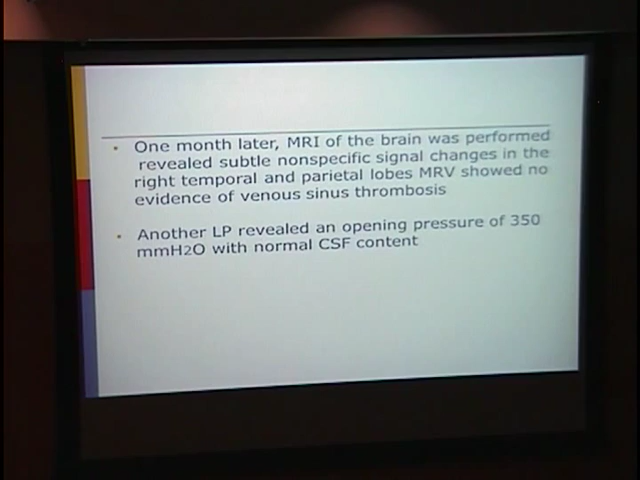 • One month later, MRI of the brain was performed
revealed subtle nonspecific signal changes in the
right temporal and parietal lobes MRV showed no
evidence of venous sinus thrombosis
• Another LP revealed an opening pressure of 350
mmH2O with normal CSF content